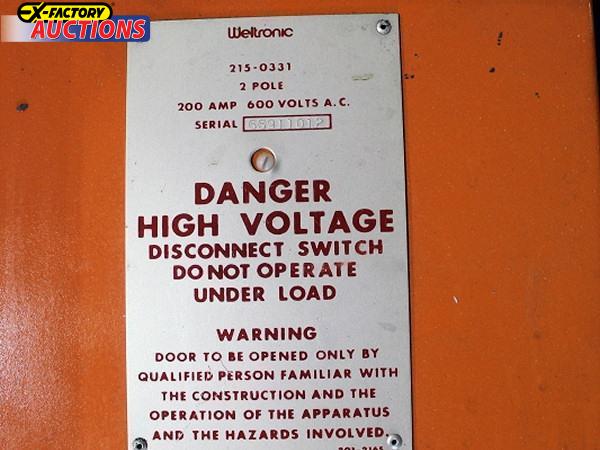 EX-FACTORY
AUCTIONS
Weltronic
215-0331
2 POLE
200 AMP 600 VOLTS A.C.
SERIAL
DANGER
HIGH VOLTAGE
DISCONNECT SWITCH
DO NOT OPERATE
UNDER LOAD
WARNING
DOOR TO BE OPENED ONLY BY
QUALIFIED PERSON FAMILIAR WITH
THE CONSTRUCTION AND THE
OPERATION OF THE APPARATUS
AND THE HAZARDS INVOLVED.